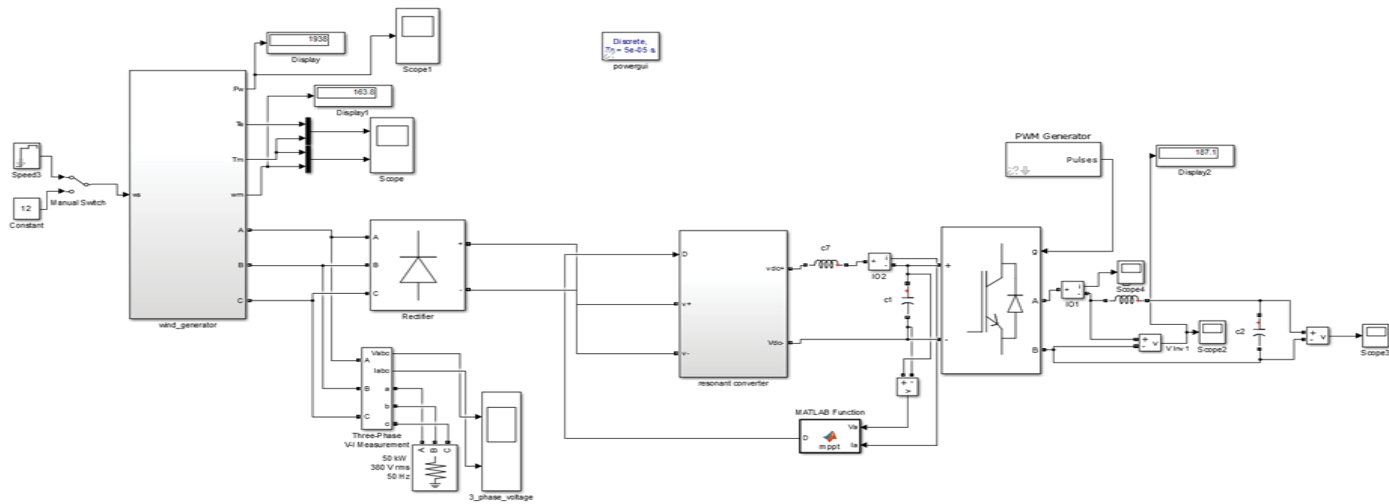 1938
Display
Scope1
Discrete,
Ts = 5e-05 s
powergui
Pw
163.8
Display1
Te
Tm
Scope
wm
Speed3
Manual Switch
12
Constant
vs
A
B
C
wind_generator
A
B
C
+
-
Rectifier
Vabc
Iabc
A
a
B
b
C
c
Three-Phase
V-I Measurement
A B C
50 kW
380 V rms
50 Hz
3_phase_voltage
D
v+
v-
vdc+
Vdc-
resonant converter
c7
+ i
-
IO2
c1
+ -
v
MATLAB Function
D
Va
Ia
mppt
PWM Generator
Pulses
187.1
Display2
+
-
g
A
B
+ i
-
IO1
Scope4
+
- v
V inv1
Scope2
c2
+
- v
Scope3